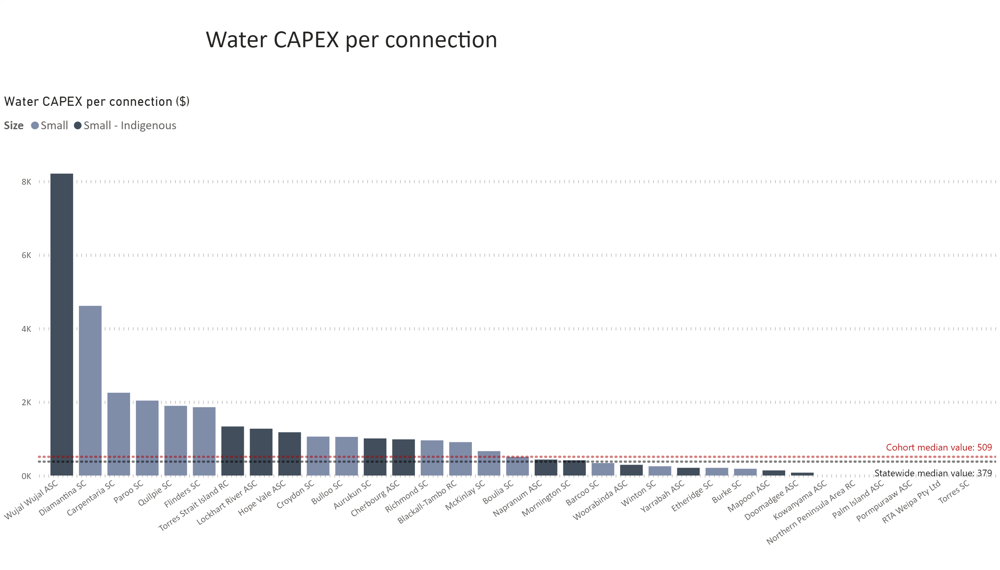 Water CAPEX per connection
Water CAPEX per connection ($)
Size Small Small - Indigenous
8K
6K
4K
2K
0K
Cohort median value: 509
Statewide median value: 379
Wujal Wujal ASC
Diamantina SC
Carpentaria SC
Paroo SC
Quilpie SC
Flinders SC
Torres Strait Island RC
Lockhart River ASC
Hope Vale ASC
Croydon SC
Bulloo SC
Aurukun SC
Cherbourg ASC
Richmond SC
Blackall-Tambo RC
McKinlay SC
Boulia SC
Napranum ASC
Mornington SC
Barcoo SC
Woorabinda ASC
Winton SC
Yarrabah ASC
Etheridge SC
Burke SC
Mapoon ASC
Doomadgee ASC
Kowanyama ASC
Northern Peninsula Area RC
Palm Island ASC
Pormpuraaw ASC
RTA Weipa Pty Ltd
Torres SC